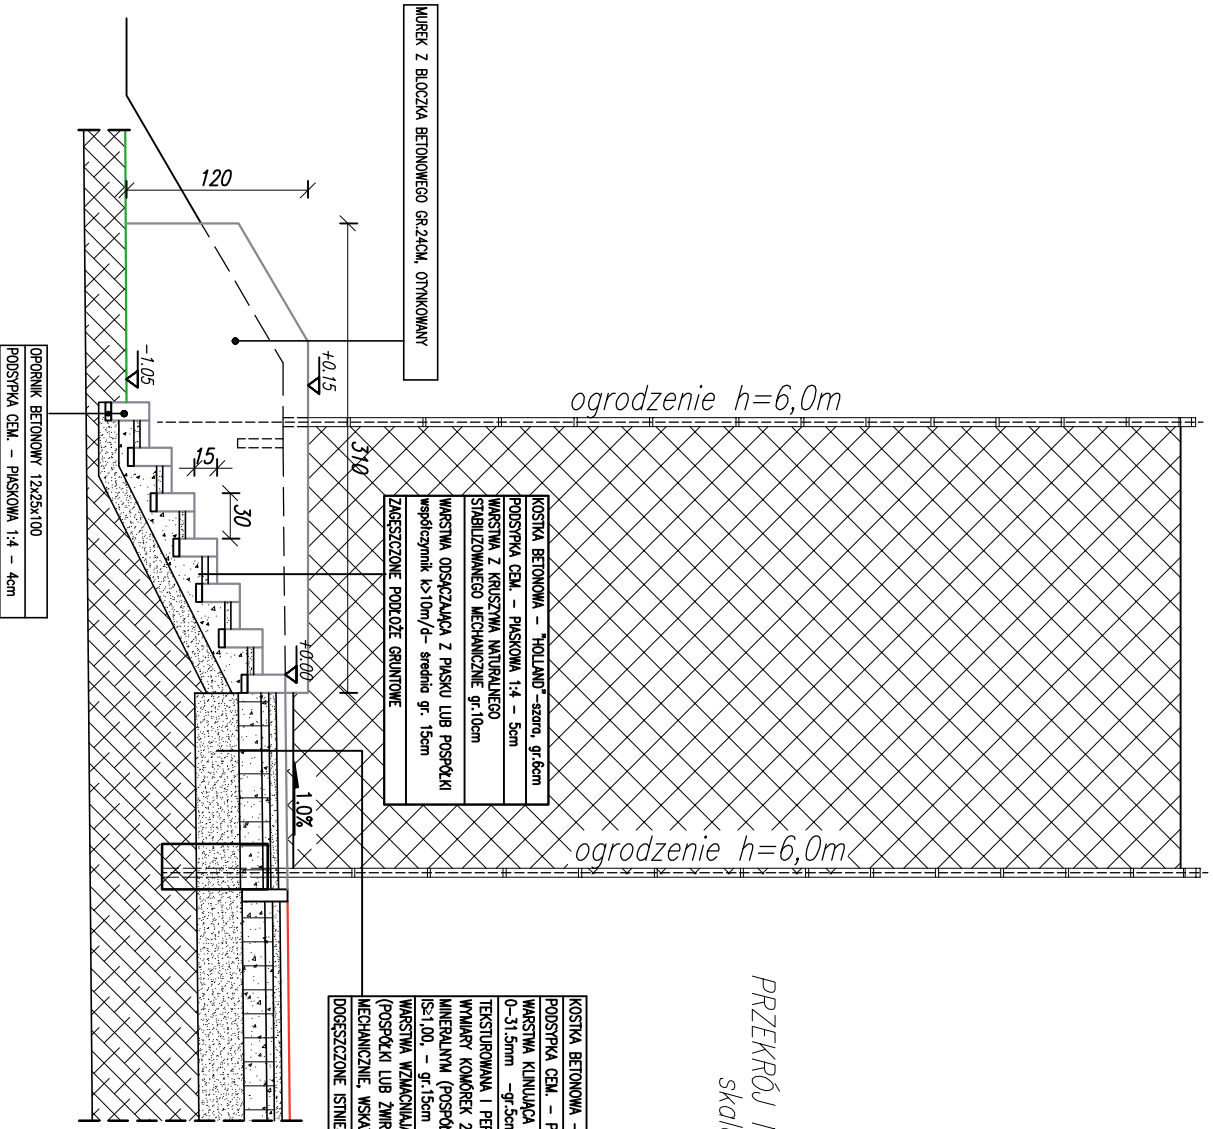 MUREK Z BLOCZKA BETONOWEGO GR.24CM, OTYNKOWANY
120
310
+0.15
-1.05
15
30
+0.00
1.0%
ogrodzenie h=6,0m
ogrodzenie h=6,0m
OPORNIK BETONOWY 12x25x100
PODSYPKA CEM. - PIASKOWA 1:4 - 4cm
KOSTKA BETONOWA - "HOLLAND"-szara, gr.6cm
PODSYPKA CEM. - PIASKOWA 1:4 - 5cm
WARSTWA Z KRUSZYWA NATURALNEGO
STABILIZOWANEGO MECHANICZNIE gr.10cm
WARSTWA ODSĄCZAJĄCA Z PIASKU LUB POSPÓŁKI
współczynnik k>10m/d- średnia gr. 15cm
ZAGĘSZCZONE PODŁOŻE GRUNTOWE
KOSTKA BETONOWA -
PODSYPKA CEM. - P
WARSTWA KLINUJĄCA
0-31.5mm -gr.5cm
TEKSTUROWANA I PER
WYMIARY KOMÓREK 2
MINERALNYM (POSPÓŁ
IS≥1,00, - gr.15cm
WARSTWA WZMACNIAJ
(POSPÓŁKI LUB ŻWIR
MECHANICZNIE, WSKA
DOGĘSZCZONE ISTNIE
PRZEKRÓJ
skal